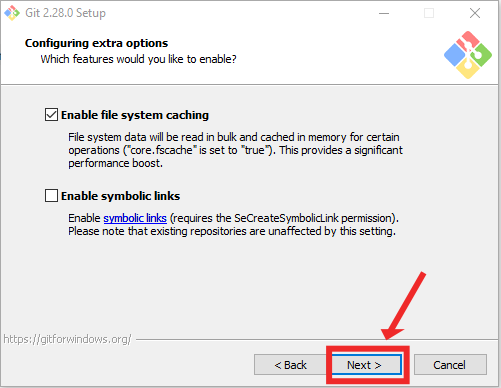 Git 2.28.0 Setup
Configuring extra options
Which features would you like to enable?
Enable file system caching
File system data will be read in bulk and cached in memory for certain
operations ("core.fscache" is set to "true"). This provides a significant
performance boost.
Enable symbolic links
Enable symbolic links (requires the SeCreateSymbolicLink permission).
Please note that existing repositories are unaffected by this setting.
https://gitforwindows.org/
< Back
Next >
Cancel